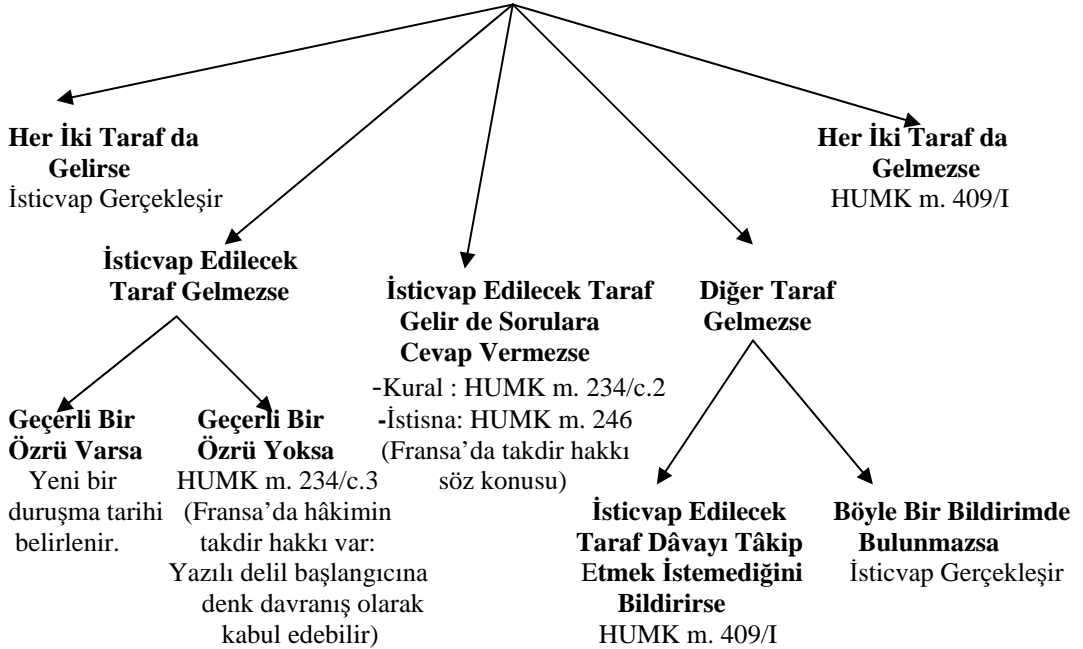 Her İki Taraf da
Gelirse
İsticvap Gerçekleşir
Her İki Taraf da
Gelmezse
HUMK m. 409/I
İsticvap Edilecek
Taraf Gelmezse
İsticvap Edilecek Taraf
Gelir de Sorulara
Cevap Vermezse
-Kural : HUMK m. 234/c.2
-İstisna: HUMK m. 246
(Fransa’da takdir hakkı
söz konusu)
Diğer Taraf
Gelmezse
Geçerli Bir
Özrü Varsa
Yeni bir
duruşma tarihi
belirlenir.
Geçerli Bir
Özrü Yoksa
HUMK m. 234/c.3
(Fransa’da hâkimin
takdir hakkı var:
Yazılı delil başlangıcına
denk davranış olarak
kabul edebilir)
İsticvap Edilecek
Taraf Dâvayı Tâkip
Etmek İstemediğini
Bildirirse
HUMK m. 409/I
Böyle Bir Bildirimde
Bulunmazsa
İsticvap Gerçekleşir